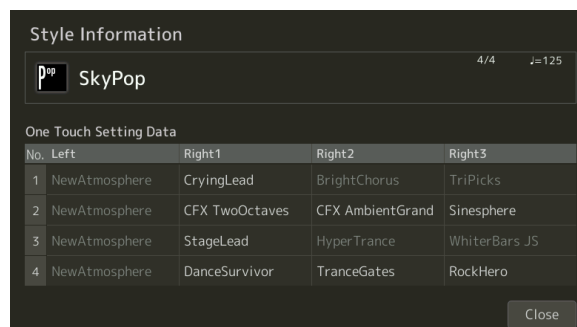 Style Information
4/4 ♩=125
Pop SkyPop
One Touch Setting Data
No. Left Right1 Right2 Right3
1 NewAtmosphere CryingLead BrightChorus TriPicks
2 NewAtmosphere CFX TwoOctaves CFX AmbientGrand Sinesphere
3 NewAtmosphere StageLead HyperTrance WhiterBars JS
4 NewAtmosphere DanceSurvivor TranceGates RockHero
Close